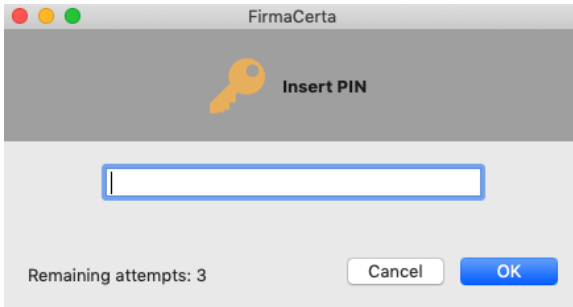 FirmaCerta
Insert PIN
Remaining attempts: 3
Cancel
OK